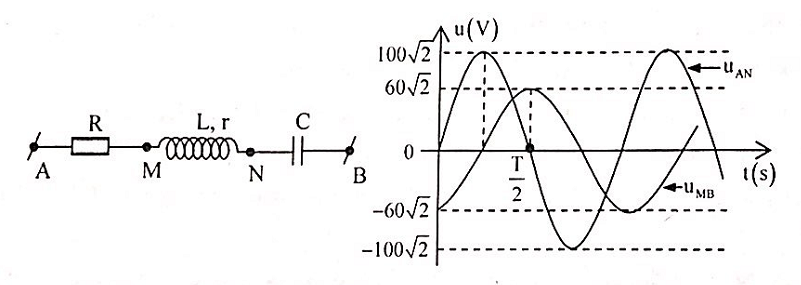 R
L, r
C
A
M
N
B
u(V)
100√2
60√2
0
−60√2
−100√2
T
2
t(s)
u_AN
u_MB